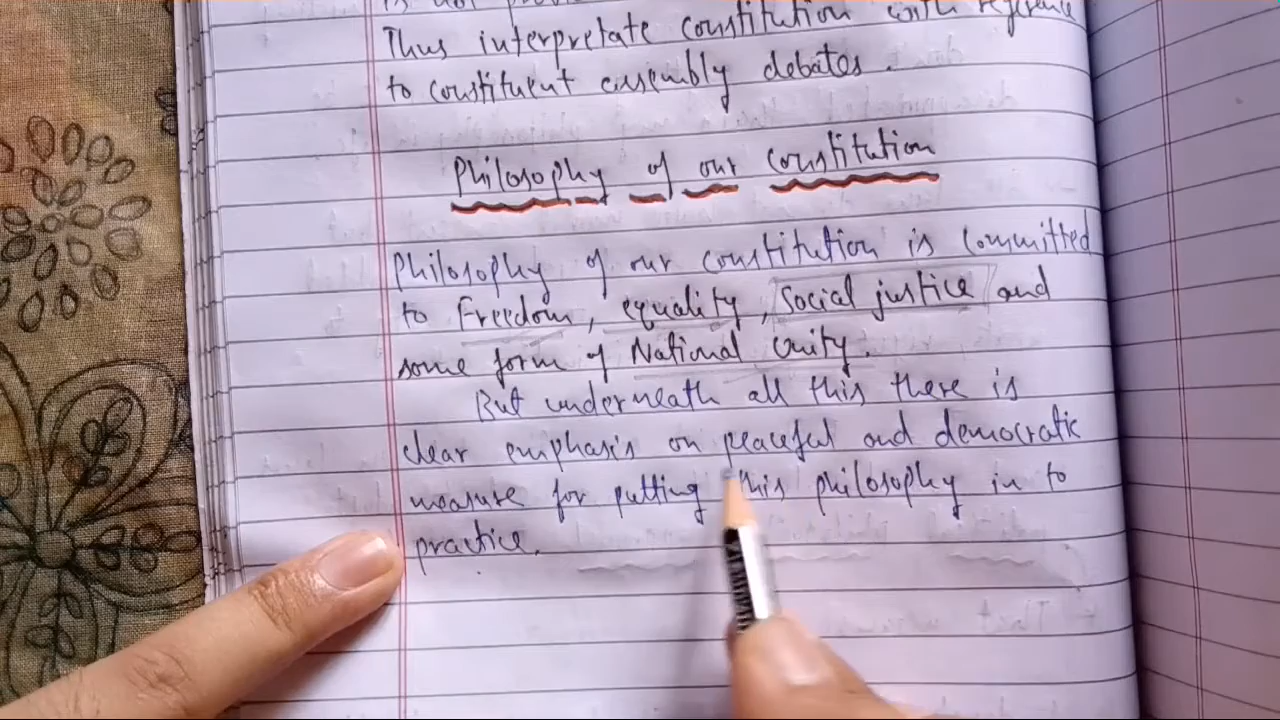 is not
Thus interpretate constitution with reference
to constituent assembly debates.
Philosophy of our constitution
Philosophy of our constitution is committed
to Freedom, equality, social justice and
some form of National Unity.
But underneath all this there is
clear emphasis on peaceful and democratic
measure for putting this philosophy in to
practice.